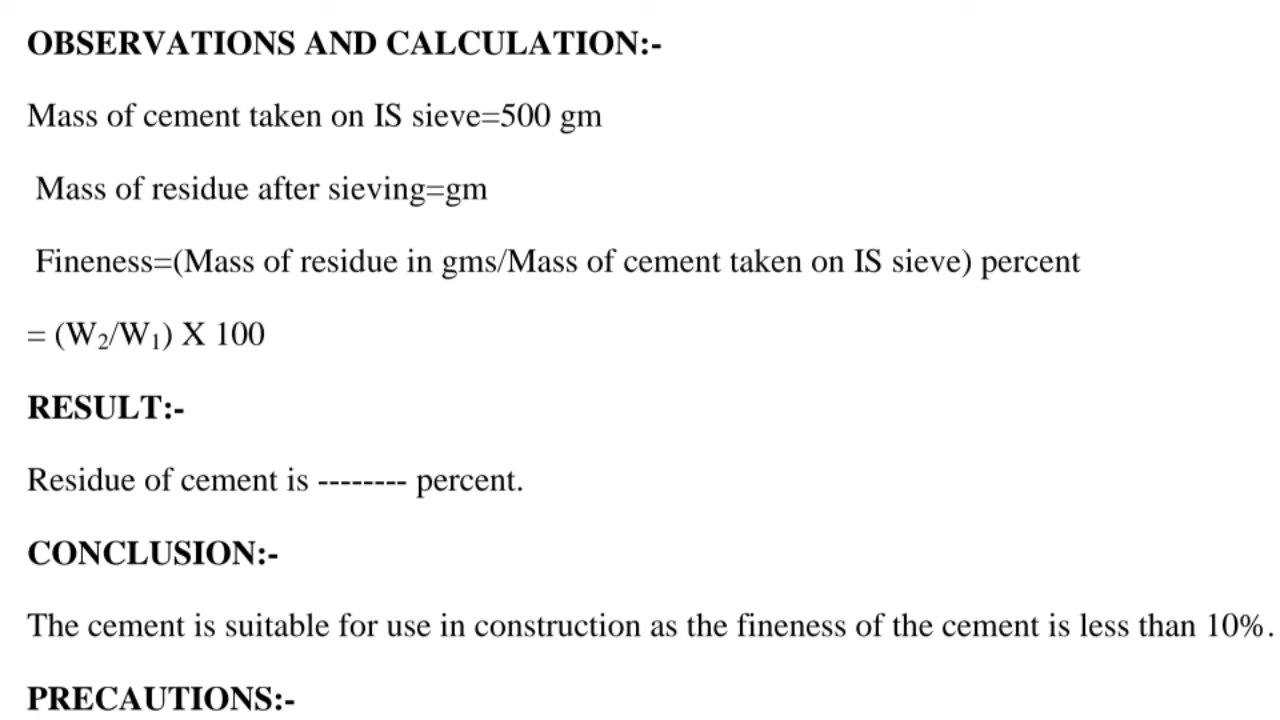 OBSERVATIONS AND CALCULATION:-
Mass of cement taken on IS sieve=500 gm
Mass of residue after sieving=gm
Fineness=(Mass of residue in gms/Mass of cement taken on IS sieve) percent
= (W₂/W₁) X 100
RESULT:-
Residue of cement is -------- percent.
CONCLUSION:-
The cement is suitable for use in construction as the fineness of the cement is less than 10%.
PRECAUTIONS:-